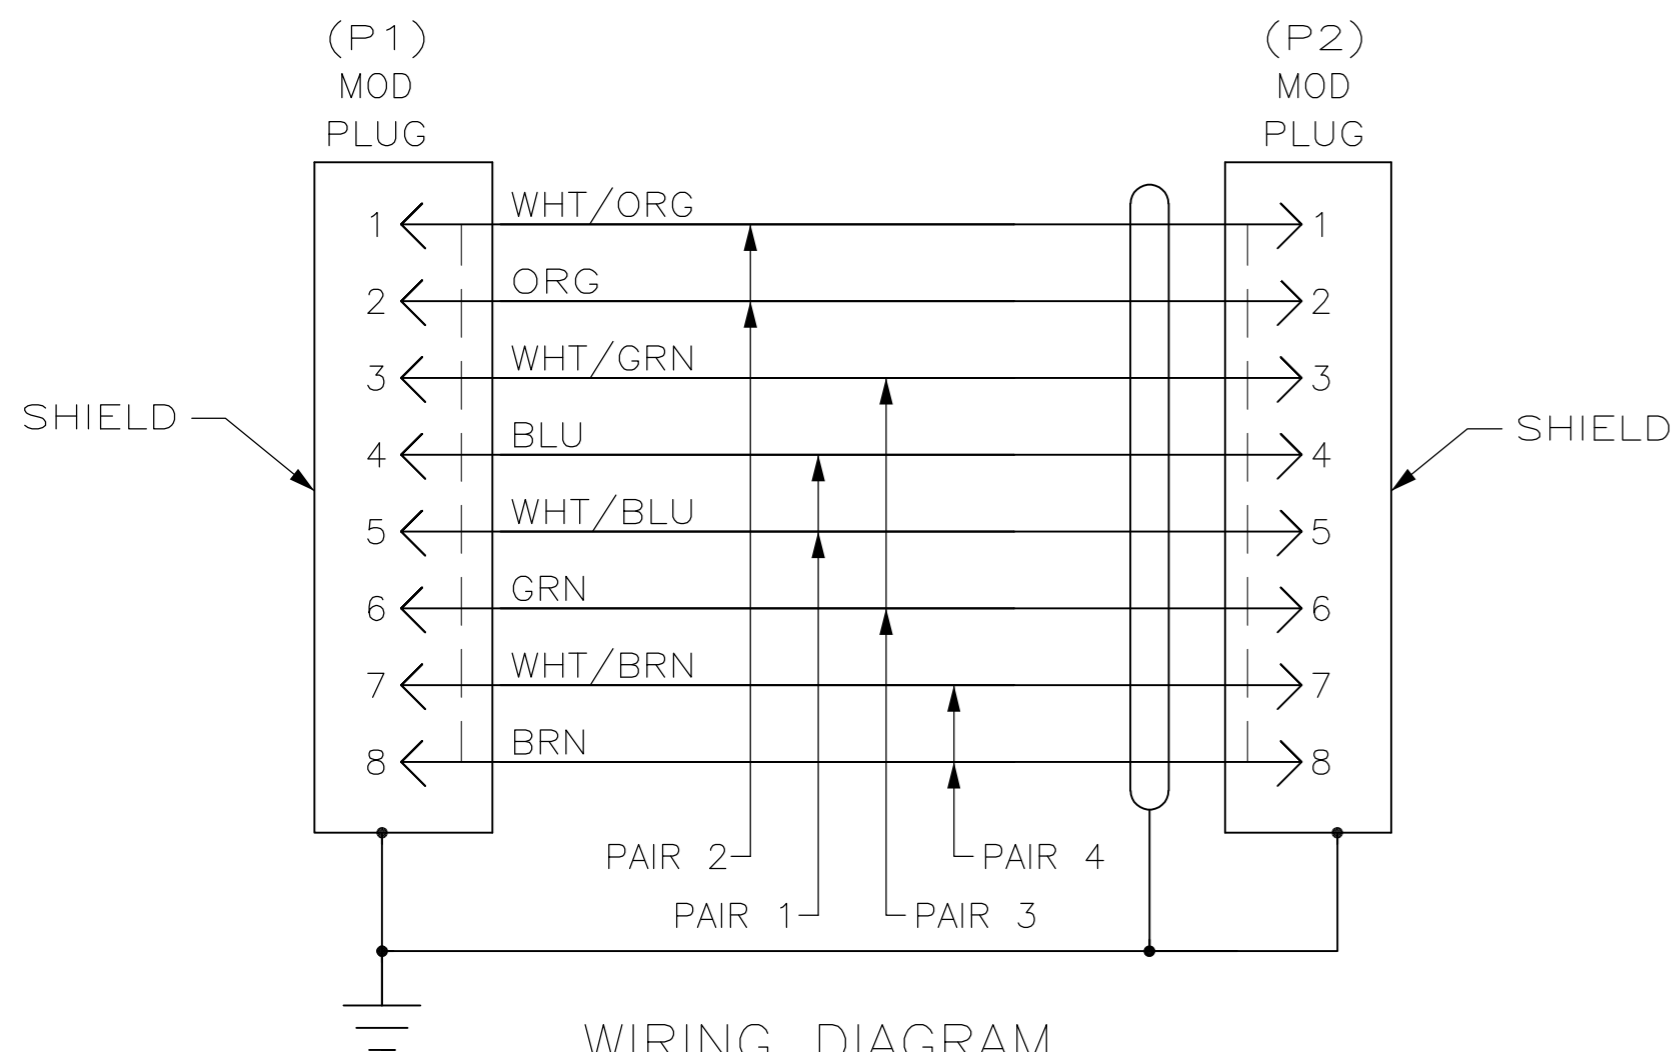 (P1)
MOD
PLUG
(P2)
MOD
PLUG
1 WHT/ORG 1
2 ORG 2
3 WHT/GRN 3
SHIELD
4 BLU 4
SHIELD
5 WHT/BLU 5
6 GRN 6
7 WHT/BRN 7
8 BRN 8
PAIR 2
PAIR 4
PAIR 1
PAIR 3
WIRING DIAGRAM